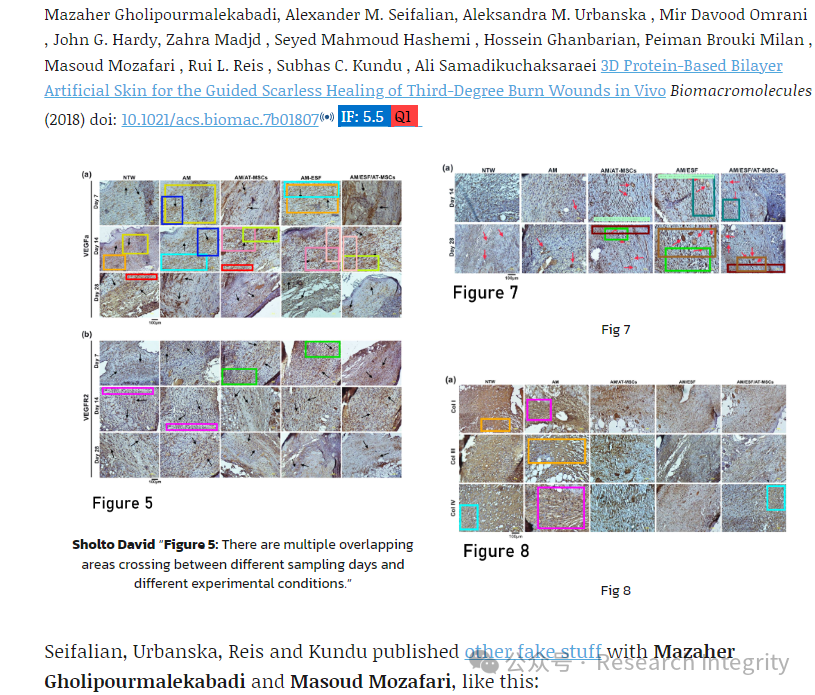 Mazaher Gholipourmalekabadi, Alexander M. Seifalian, Aleksandra M. Urbanska , Mir Davood Omrani
, John G. Hardy, Zahra Madjd , Seyed Mahmoud Hashemi , Hossein Ghanbarian, Peiman Brouki Milan ,
Masoud Mozafari , Rui L. Reis , Subhas C. Kundu , Ali Samadikuchaksaraei 3D Protein-Based Bilayer
Artificial Skin for the Guided Scarless Healing of Third-Degree Burn Wounds in Vivo Biomacromolecules
(2018) doi: 10.1021/acs.biomac.7b01807 IF: 5.5 Q1
(a)
NTW AM AM/AT-MSCs AM-ESF AM/ESF/AT-MSCs
Day 7
VEGFa
Day 14
Day 28
100μm
(b)
Day 7
VEGFR2
Day 14
Day 28
100μm
Figure 5
Sholto David “Figure 5: There are multiple overlapping
areas crossing between different sampling days and
different experimental conditions.“
(a)
NTW AM AM/AT-MSCs AM/ESF AM/ESF/AT-MSCs
Day 14
Day 28
100μm
Figure 7
Fig 7
(a)
NTW AM AM/AT-MSCs AM/ESF AM/ESF/AT-MSCs
Col I
Col III
Col IV
100μm
Figure 8
Fig 8
Seifalian, Urbanska, Reis and Kundu published other fake stuff with Mazaher
Gholipourmalekabadi and Masoud Mozafari, like this:
公众号 · Research Integrity